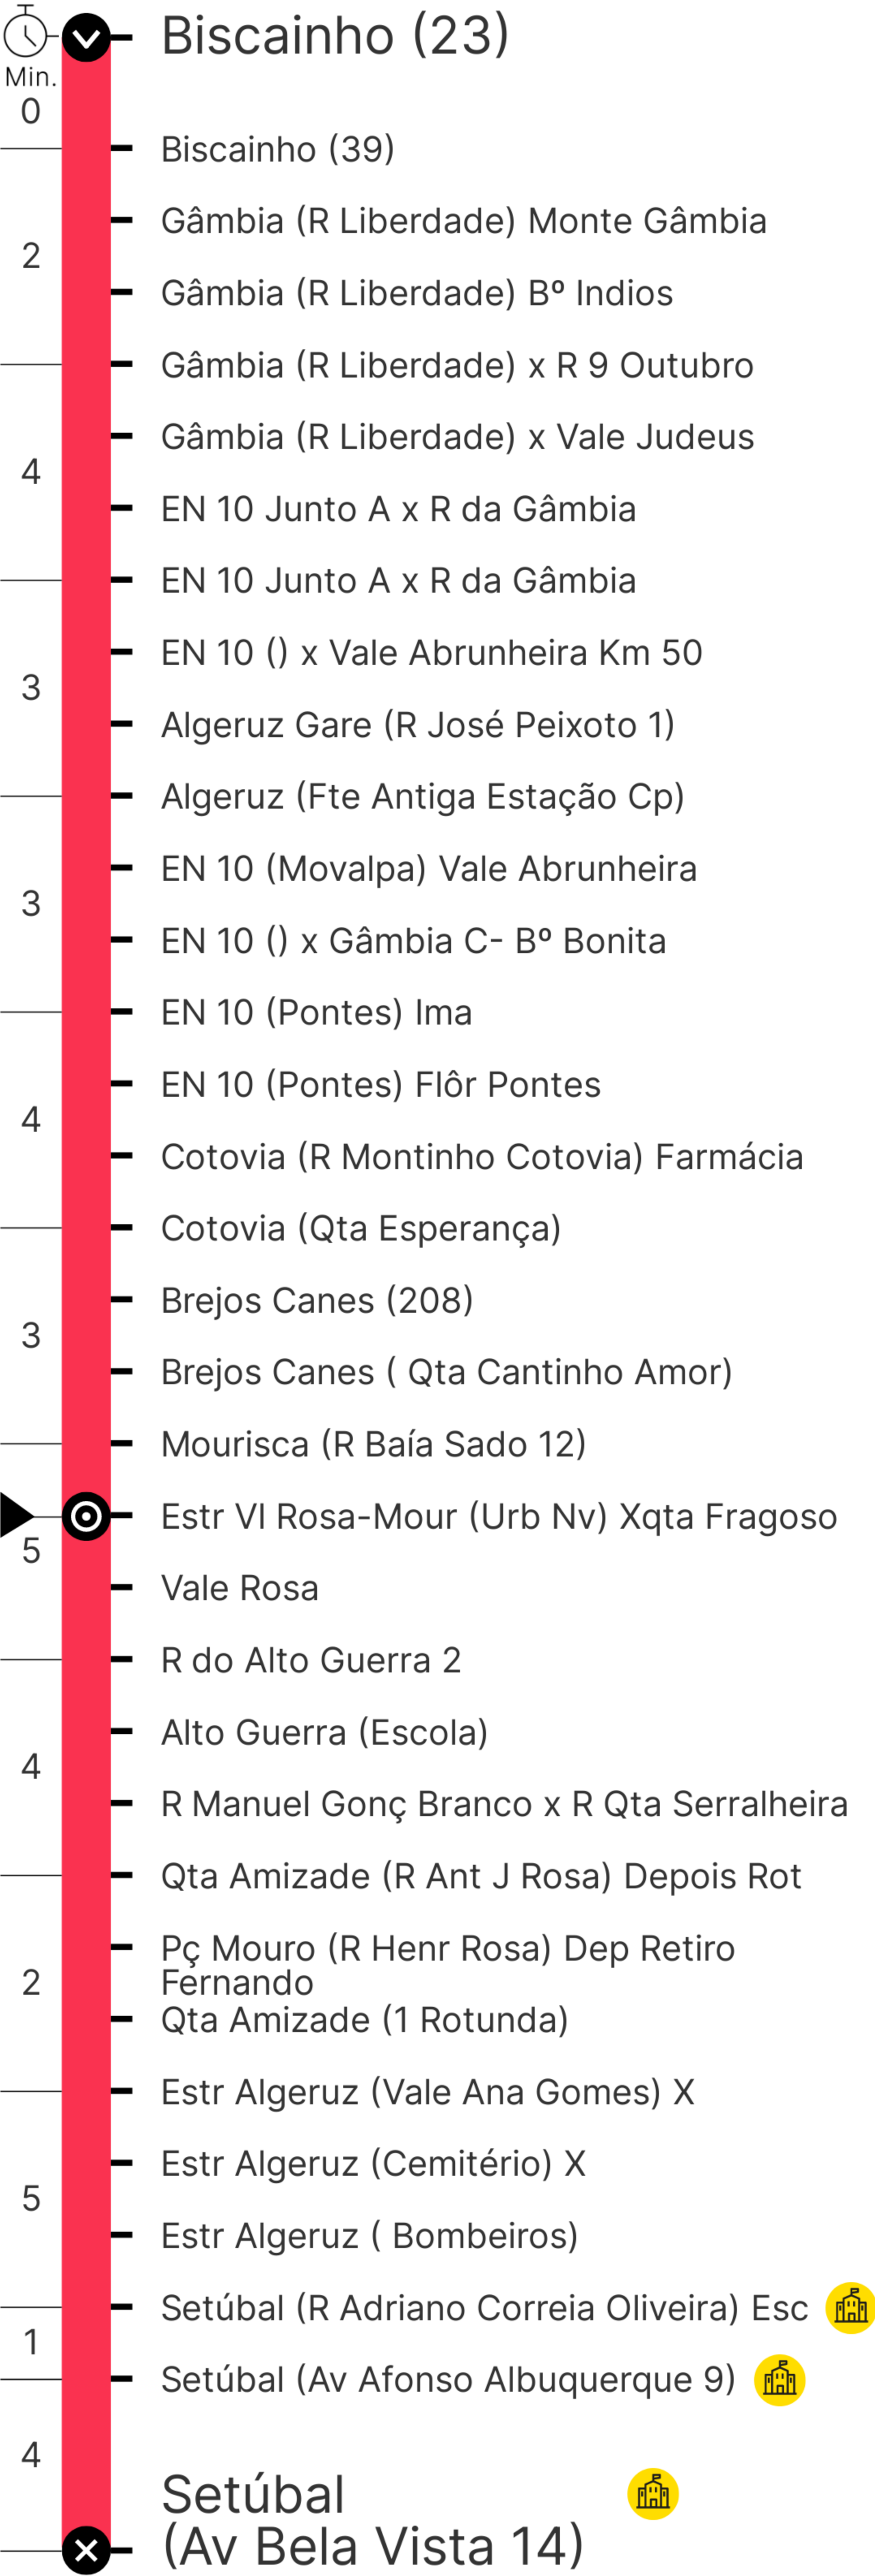 Biscainho (23)
Min.
0
Biscainho (39)
Gâmbia (R Liberdade) Monte Gâmbia
2
Gâmbia (R Liberdade) Bº Indios
Gâmbia (R Liberdade) x R 9 Outubro
Gâmbia (R Liberdade) x Vale Judeus
4
EN 10 Junto A x R da Gâmbia
EN 10 Junto A x R da Gâmbia
EN 10 () x Vale Abrunheira Km 50
3
Algeruz Gare (R José Peixoto 1)
Algeruz (Fte Antiga Estação Cp)
EN 10 (Movalpa) Vale Abrunheira
3
EN 10 () x Gâmbia C- Bº Bonita
EN 10 (Pontes) Ima
EN 10 (Pontes) Flôr Pontes
4
Cotovia (R Montinho Cotovia) Farmácia
Cotovia (Qta Esperança)
Brejos Canes (208)
3
Brejos Canes ( Qta Cantinho Amor)
Mourisca (R Baía Sado 12)
Estr Vl Rosa-Mour (Urb Nv) Xqta Fragoso
5
Vale Rosa
R do Alto Guerra 2
Alto Guerra (Escola)
4
R Manuel Gonç Branco x R Qta Serralheira
Qta Amizade (R Ant J Rosa) Depois Rot
Pç Mouro (R Henr Rosa) Dep Retiro
Fernando
2
Qta Amizade (1 Rotunda)
Estr Algeruz (Vale Ana Gomes) X
Estr Algeruz (Cemitério) X
5
Estr Algeruz ( Bombeiros)
Setúbal (R Adriano Correia Oliveira) Esc
1
Setúbal (Av Afonso Albuquerque 9)
4
Setúbal
(Av Bela Vista 14)